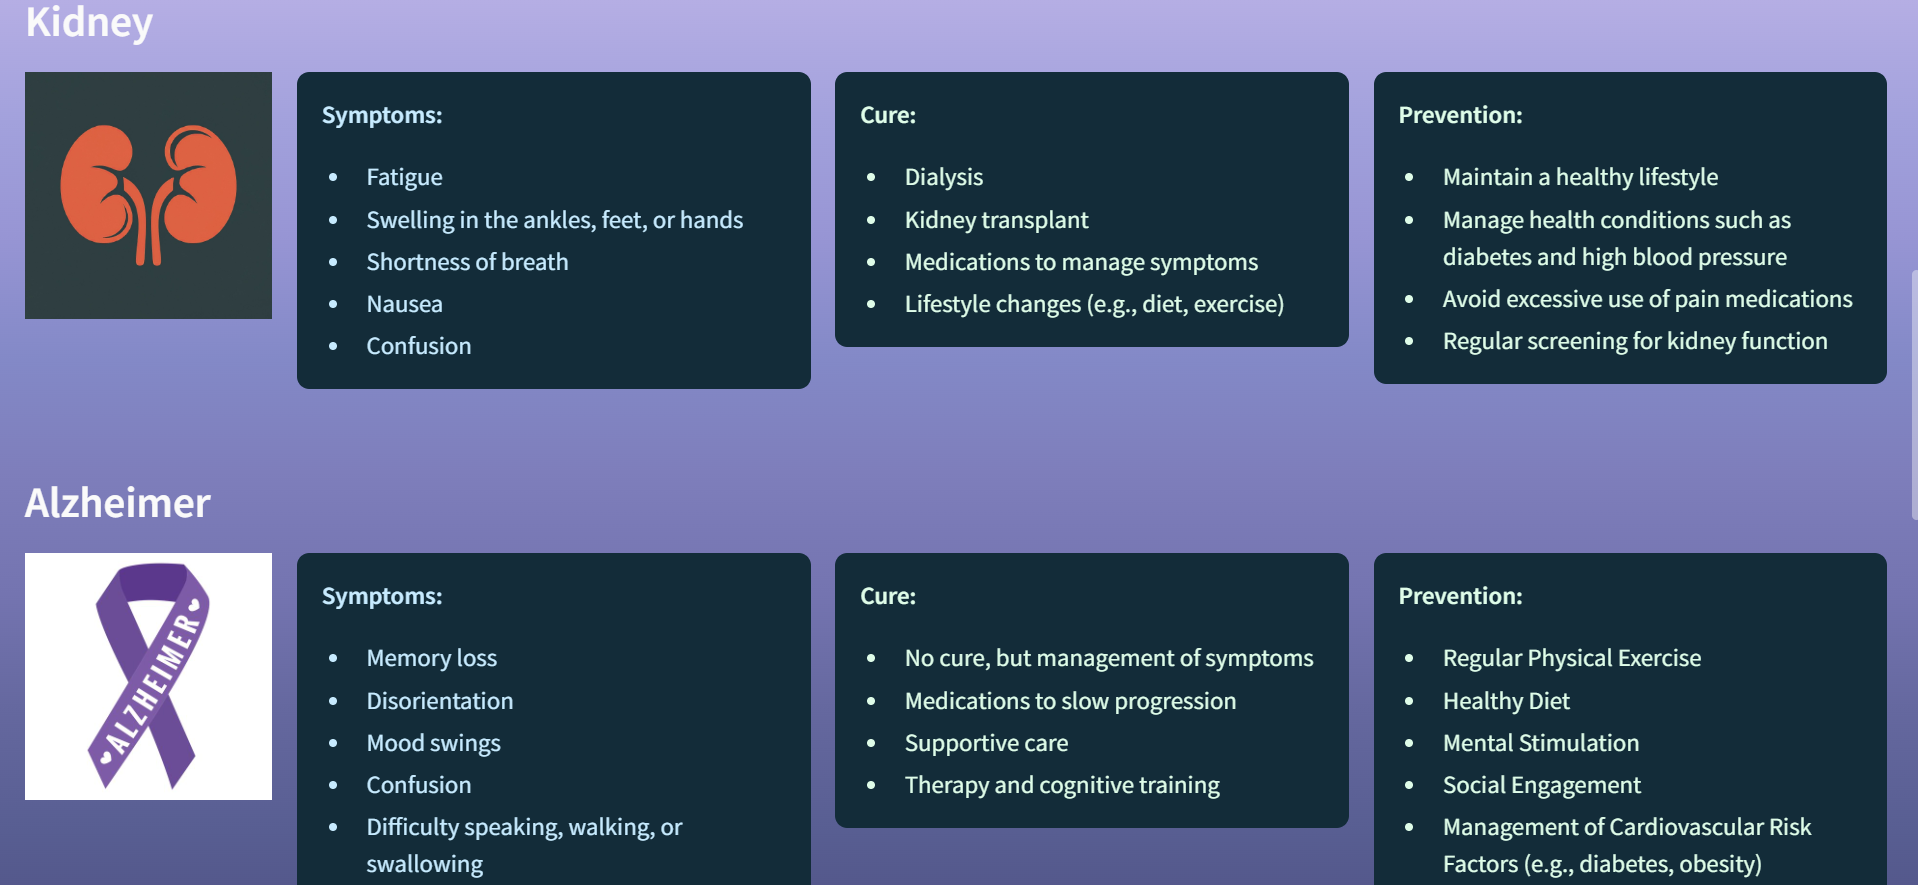 Kidney
Symptoms:
• Fatigue
• Swelling in the ankles, feet, or hands
• Shortness of breath
• Nausea
• Confusion
Cure:
• Dialysis
• Kidney transplant
• Medications to manage symptoms
• Lifestyle changes (e.g., diet, exercise)
Prevention:
• Maintain a healthy lifestyle
• Manage health conditions such as
diabetes and high blood pressure
• Avoid excessive use of pain medications
• Regular screening for kidney function
Alzheimer
ALZHEIMER
Symptoms:
• Memory loss
• Disorientation
• Mood swings
• Confusion
• Difficulty speaking, walking, or
swallowing
Cure:
• No cure, but management of symptoms
• Medications to slow progression
• Supportive care
• Therapy and cognitive training
Prevention:
• Regular Physical Exercise
• Healthy Diet
• Mental Stimulation
• Social Engagement
• Management of Cardiovascular Risk
Factors (e.g., diabetes, obesity)